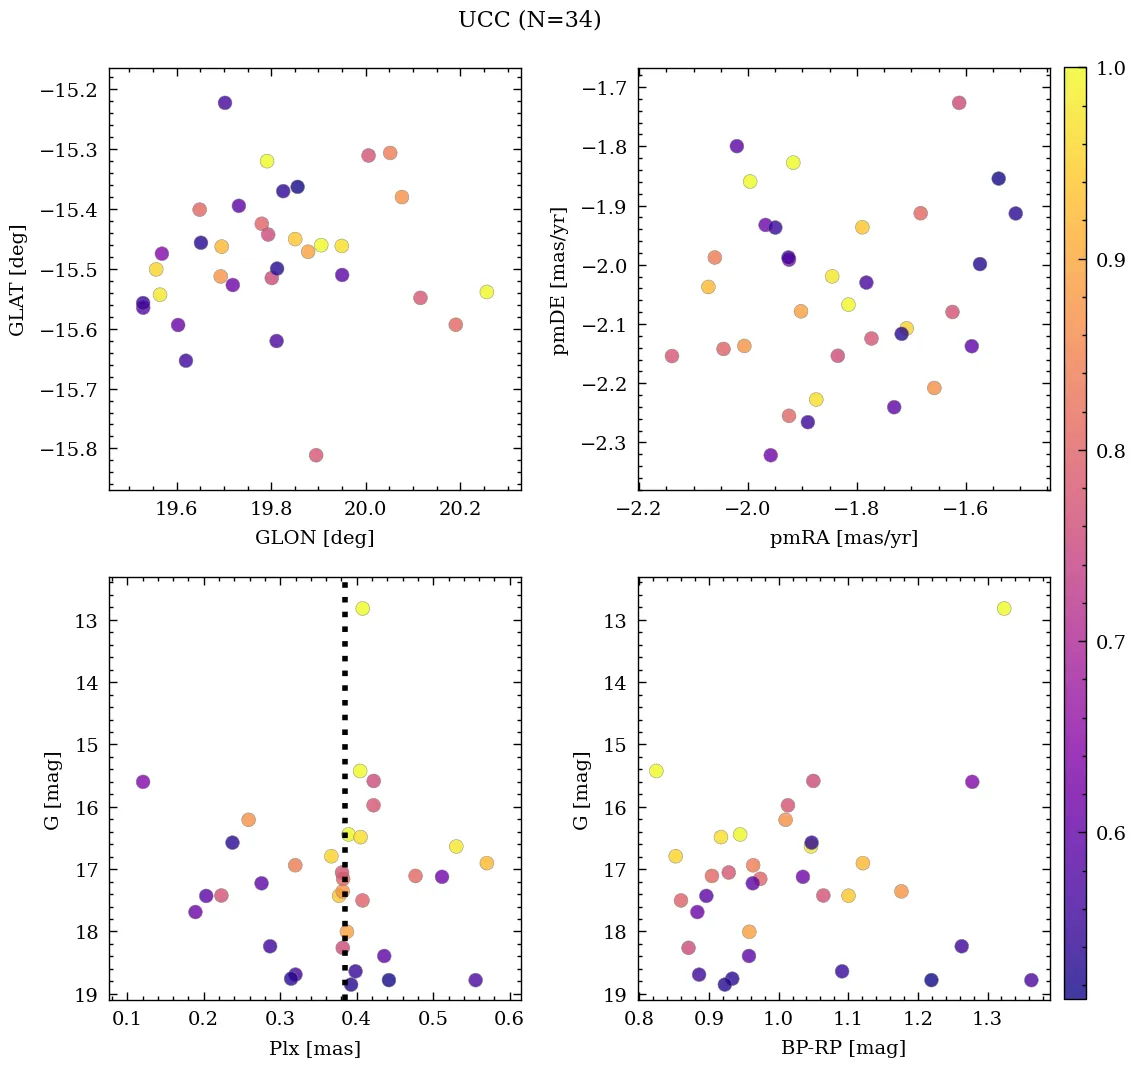 UCC (N=34)
−15.2
−15.3
−15.4
−15.5
−15.6
−15.7
−15.8
GLAT [deg]
19.6 19.8 20.0 20.2
GLON [deg]
−1.7
−1.8
−1.9
−2.0
−2.1
−2.2
−2.3
pmDE [mas/yr]
−2.2 −2.0 −1.8 −1.6
pmRA [mas/yr]
13
14
15
16
17
18
19
G [mag]
0.1 0.2 0.3 0.4 0.5 0.6
Plx [mas]
13
14
15
16
17
18
19
G [mag]
0.8 0.9 1.0 1.1 1.2 1.3
BP-RP [mag]
1.0
0.9
0.8
0.7
0.6